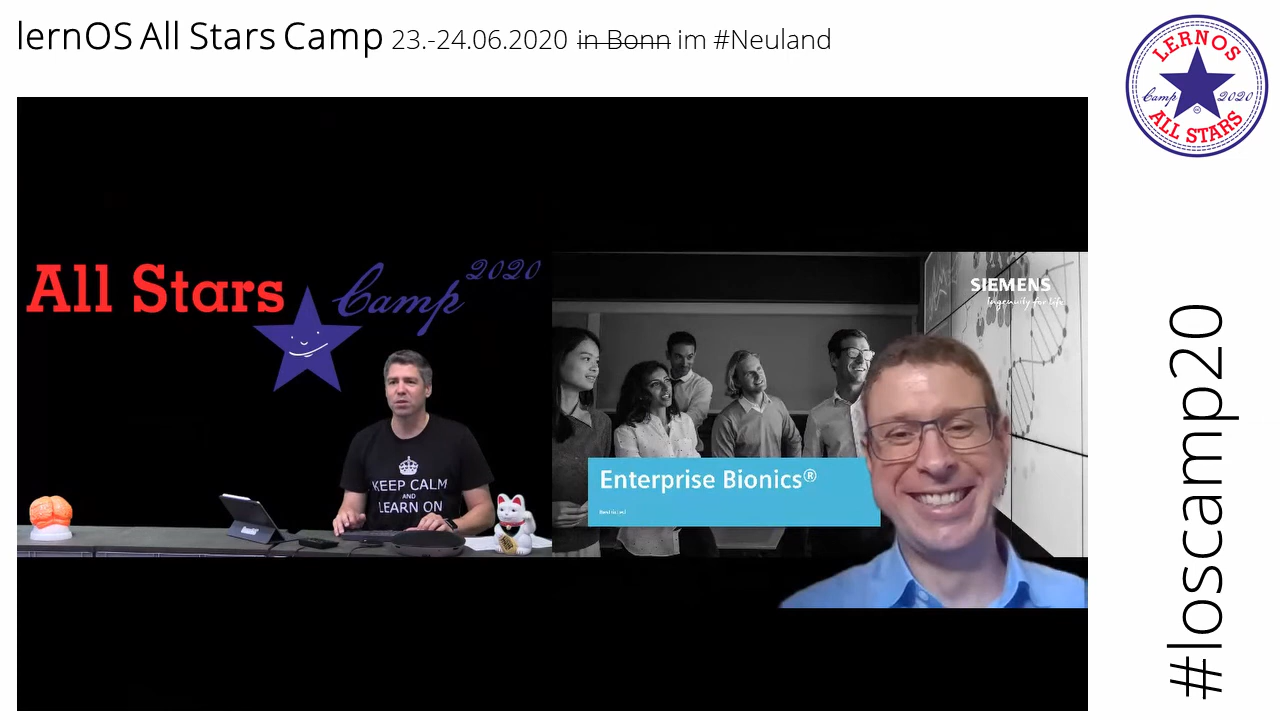 lernOS All Stars Camp 23.-24.06.2020 in Bonn im #Neuland
LERNOS
Camp 2020
ALL STARS
All Stars Camp 2020
SIEMENS
Ingenuity for life
Enterprise Bionics®
KEEP CALM
AND
LEARN ON
#loscamp20